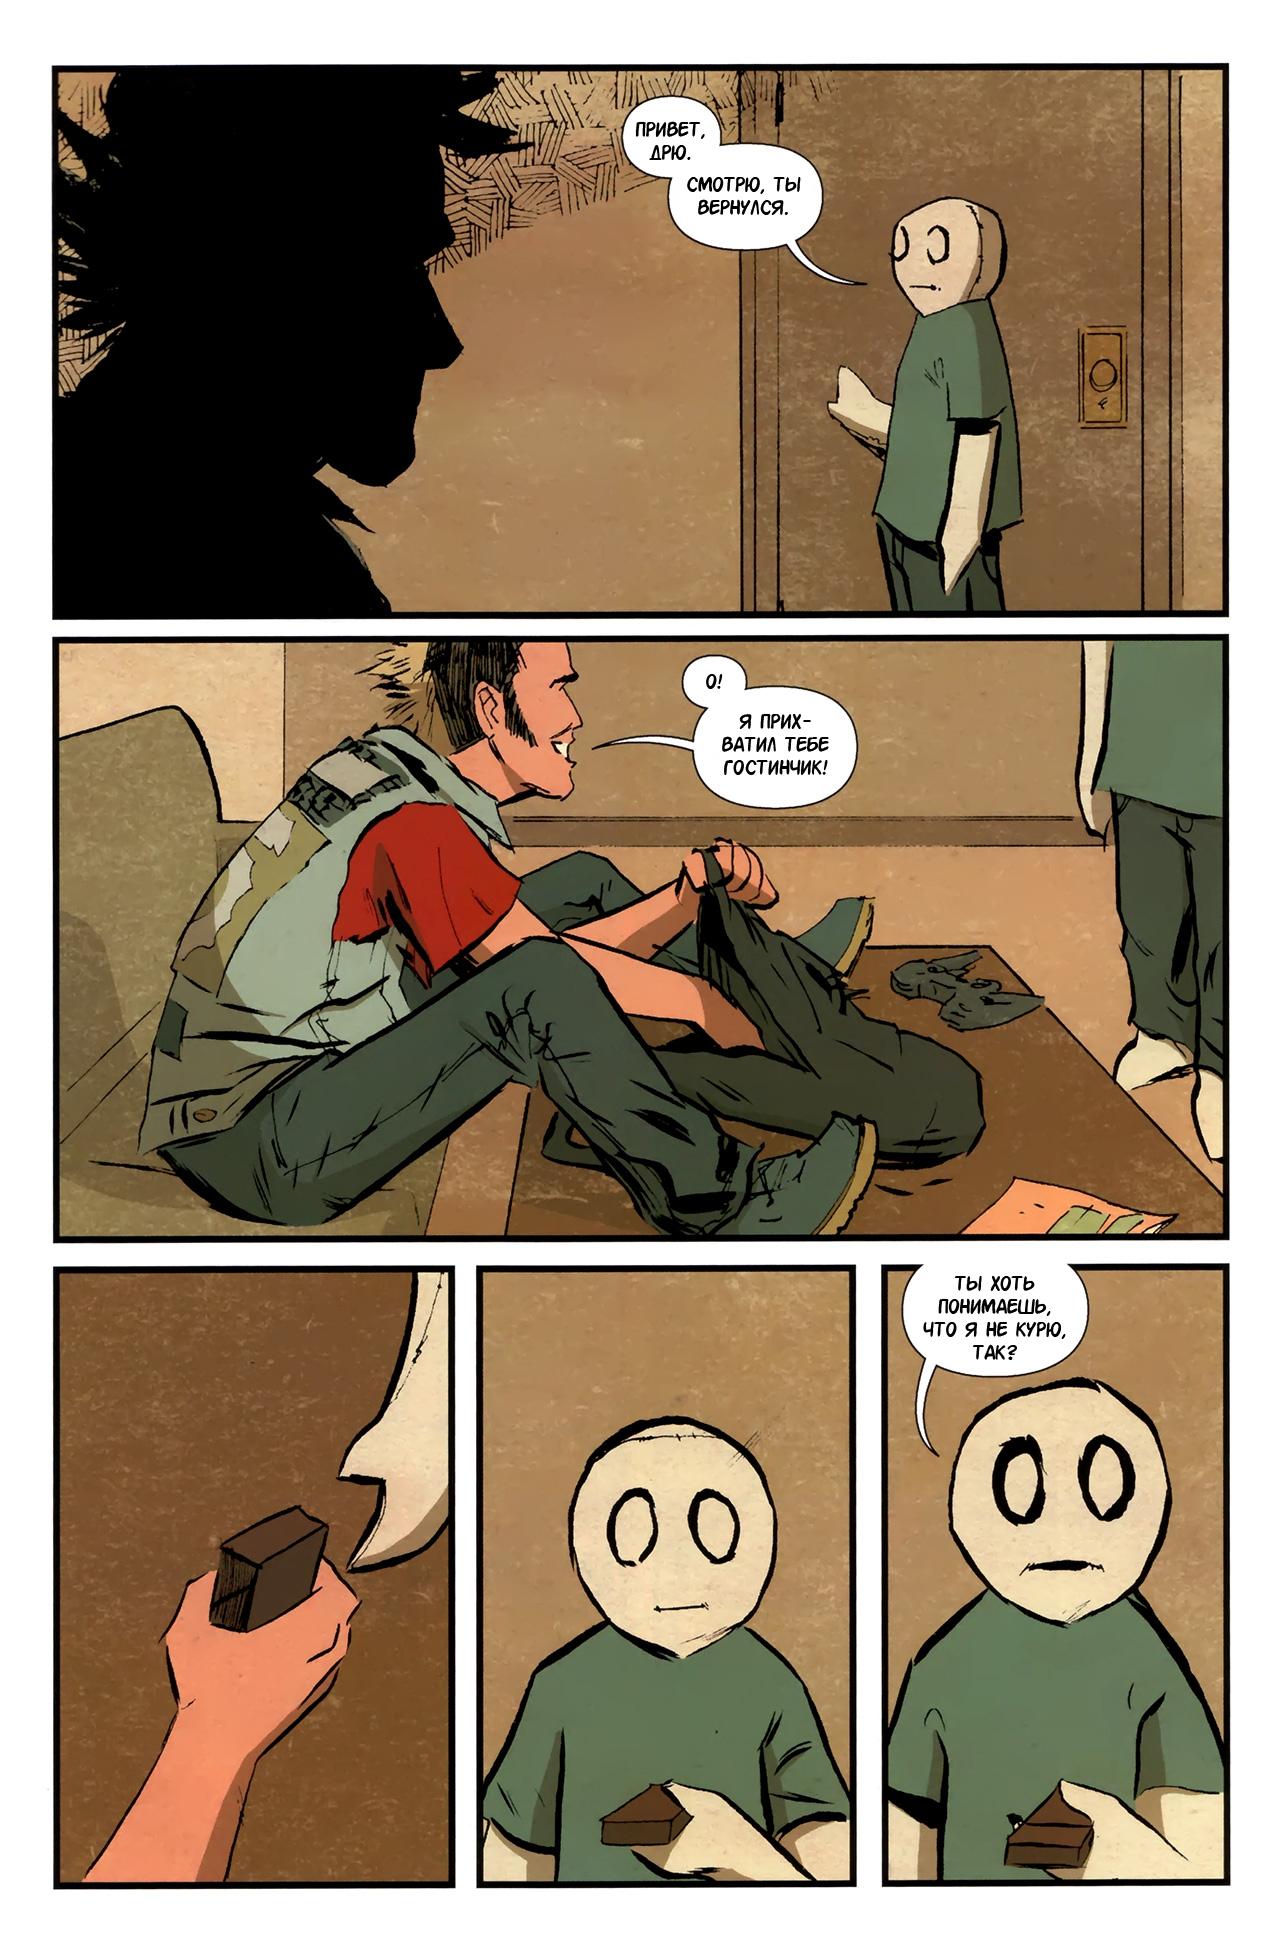 ПРИВЕТ,
ДРЮ.
СМОТРЮ, ТЫ
ВЕРНУЛСЯ.
О!
Я ПРИХ-
ВАТИЛ ТЕБЕ
ГОСТИНЧИК!
ТЫ ХОТЬ
ПОНИМАЕШЬ,
ЧТО Я НЕ КУРЮ,
ТАК?